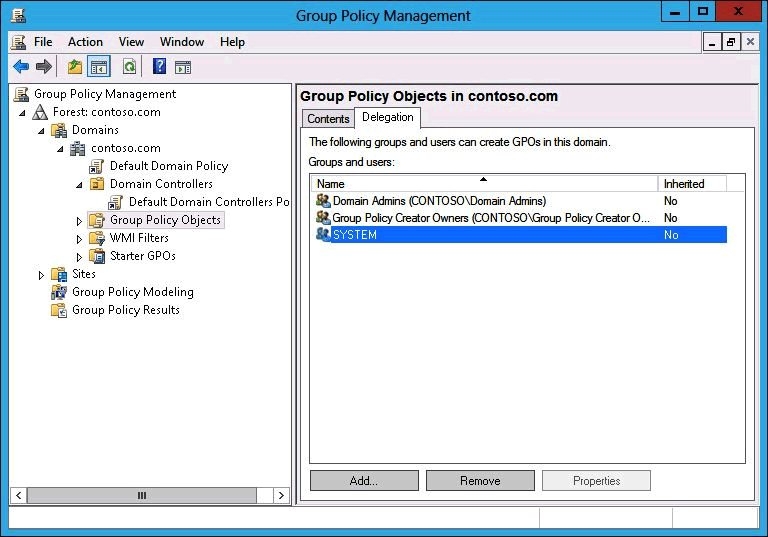 Group Policy Management
File Action View Window Help
Group Policy Management
Forest: contoso.com
Domains
contoso.com
Default Domain Policy
Domain Controllers
Default Domain Controllers Po
Group Policy Objects
WMI Filters
Starter GPOs
Sites
Group Policy Modeling
Group Policy Results
Group Policy Objects in contoso.com
Contents Delegation
The following groups and users can create GPOs in this domain.
Groups and users:
Name Inherited
Domain Admins (CONTOSO\Domain Admins) No
Group Policy Creator Owners (CONTOSO\Group Policy Creator O... No
SYSTEM No
Add... Remove Properties